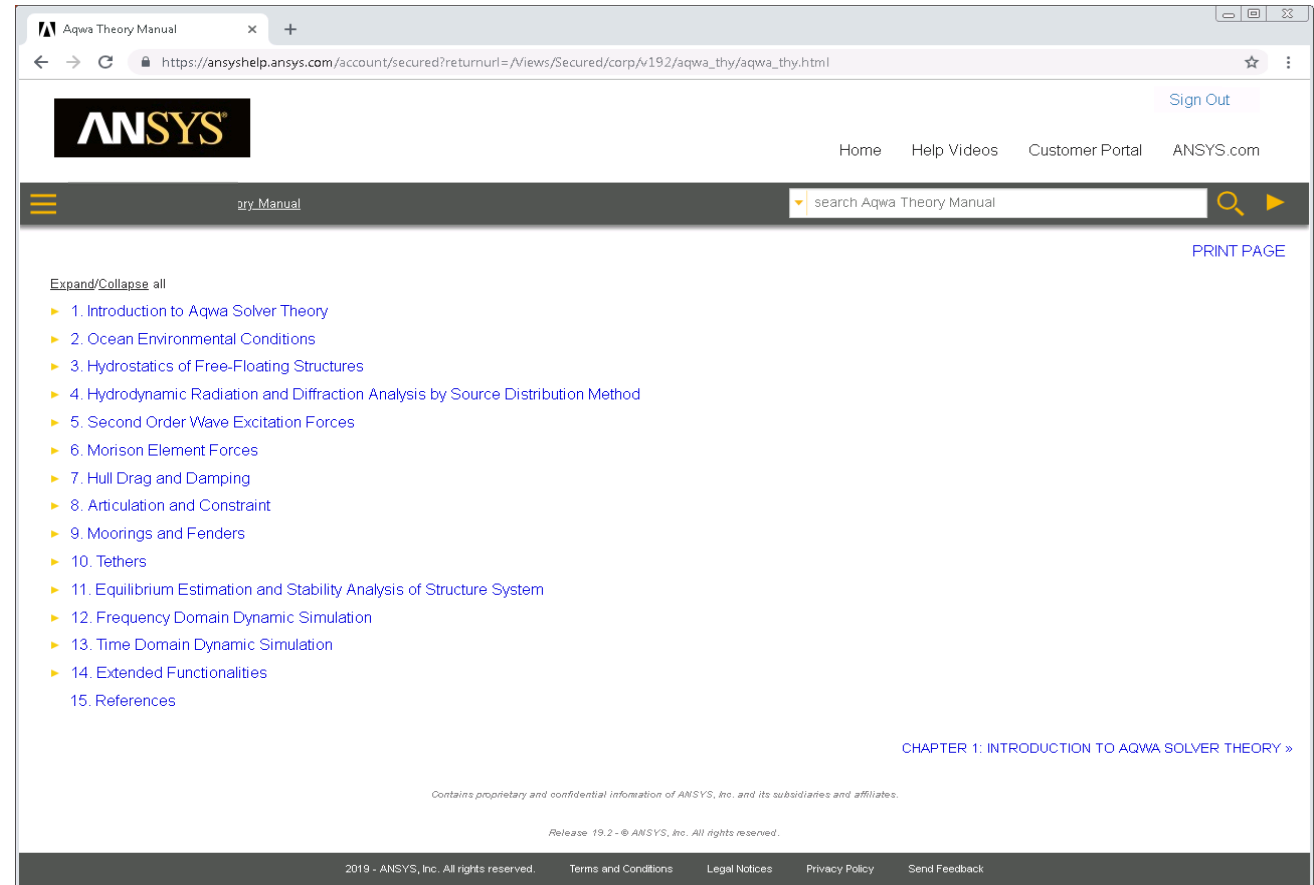 Aqwa Theory Manual
https://ansyshelp.ansys.com/account/secured?returnurl=/Views/Secured/corp/v192/aqwa_thy/aqwa_thy.html
Sign Out
ANSYS®
Home Help Videos Customer Portal ANSYS.com
ory Manual
search Aqwa Theory Manual
PRINT PAGE
Expand/Collapse all
1. Introduction to Aqwa Solver Theory
2. Ocean Environmental Conditions
3. Hydrostatics of Free-Floating Structures
4. Hydrodynamic Radiation and Diffraction Analysis by Source Distribution Method
5. Second Order Wave Excitation Forces
6. Morison Element Forces
7. Hull Drag and Damping
8. Articulation and Constraint
9. Moorings and Fenders
10. Tethers
11. Equilibrium Estimation and Stability Analysis of Structure System
12. Frequency Domain Dynamic Simulation
13. Time Domain Dynamic Simulation
14. Extended Functionalities
15. References
CHAPTER 1: INTRODUCTION TO AQWA SOLVER THEORY »
Contains proprietary and confidential information of ANSYS, Inc. and its subsidiaries and affiliates.
Release 19.2 - © ANSYS, Inc. All rights reserved.
2019 - ANSYS, Inc. All rights reserved. Terms and Conditions Legal Notices Privacy Policy Send Feedback